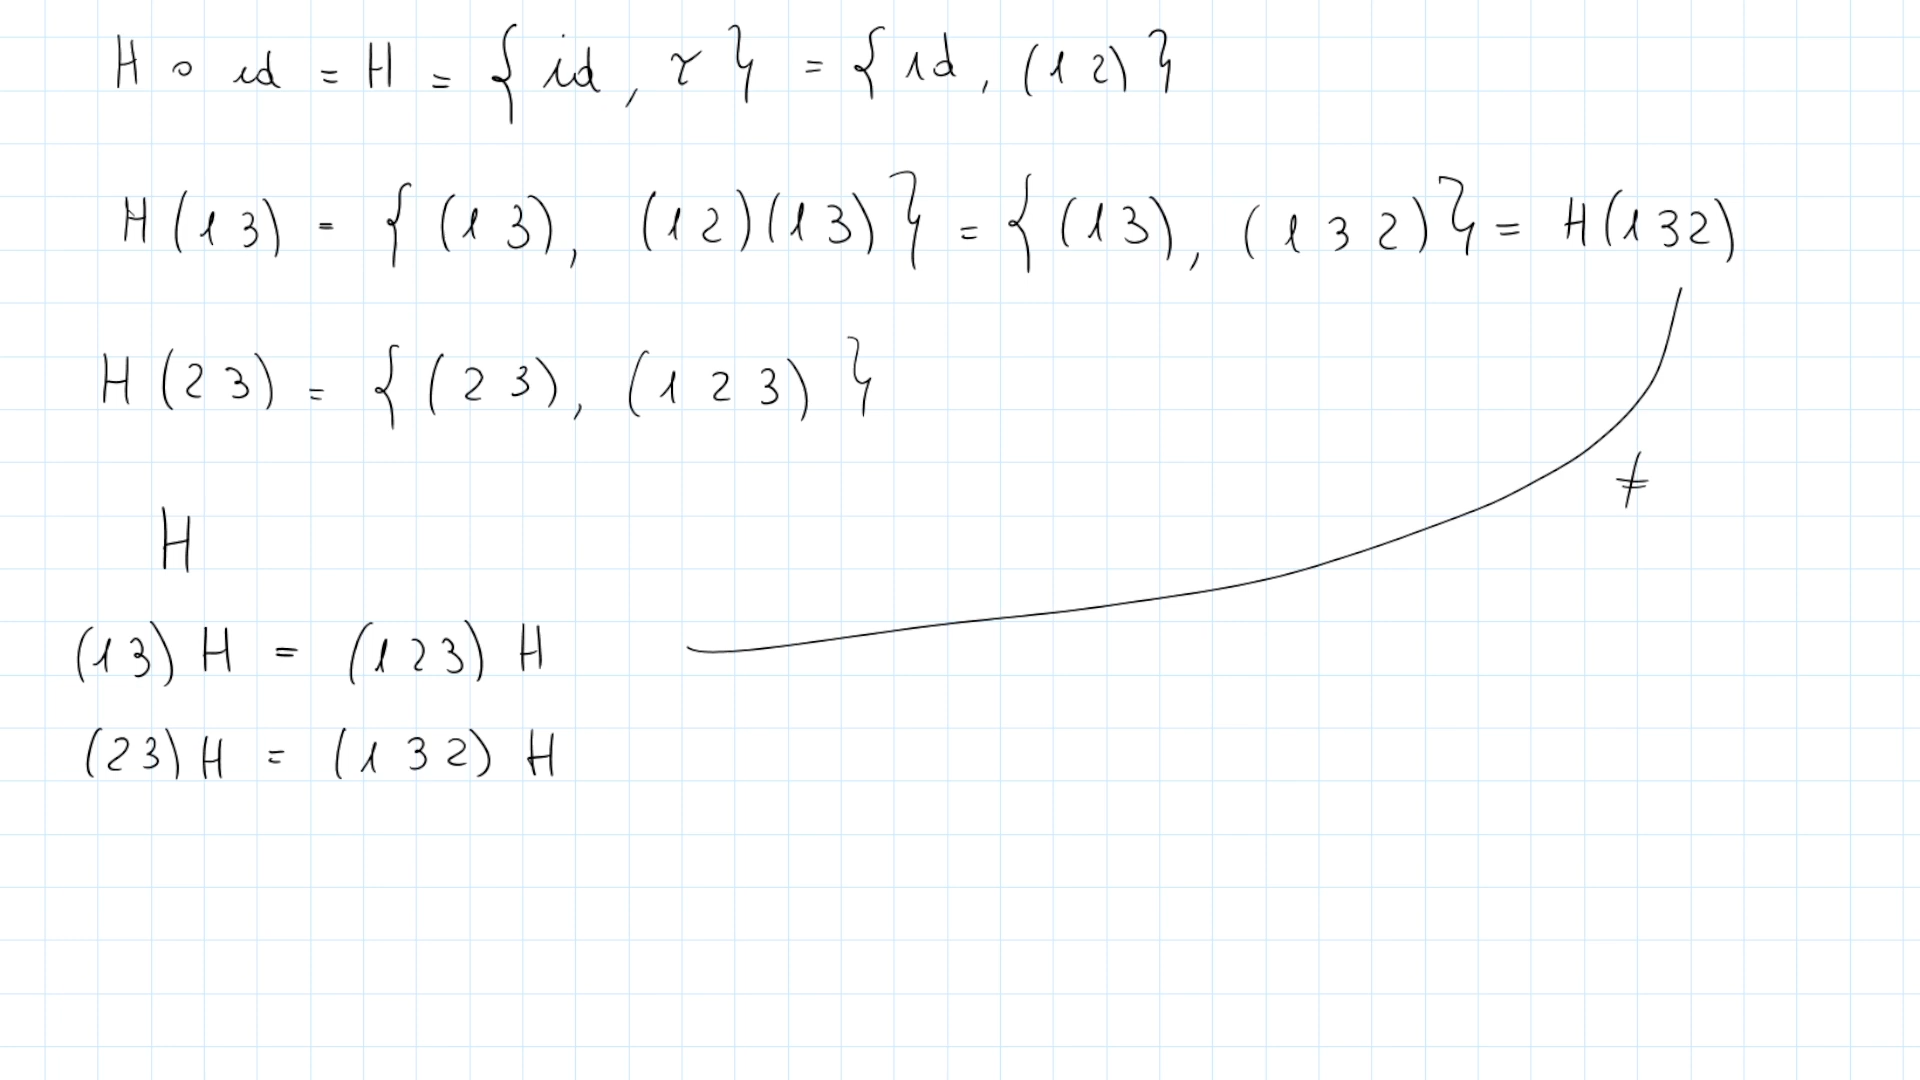 H ∘ id = H = { id , τ } = { id , (1 2) }
H (1 3) = { (1 3), (1 2)(1 3) } = { (1 3), (1 3 2) } = H(1 3 2)
H (2 3) = { (2 3), (1 2 3) }
≠
H
(1 3) H = (1 2 3) H
(2 3) H = (1 3 2) H